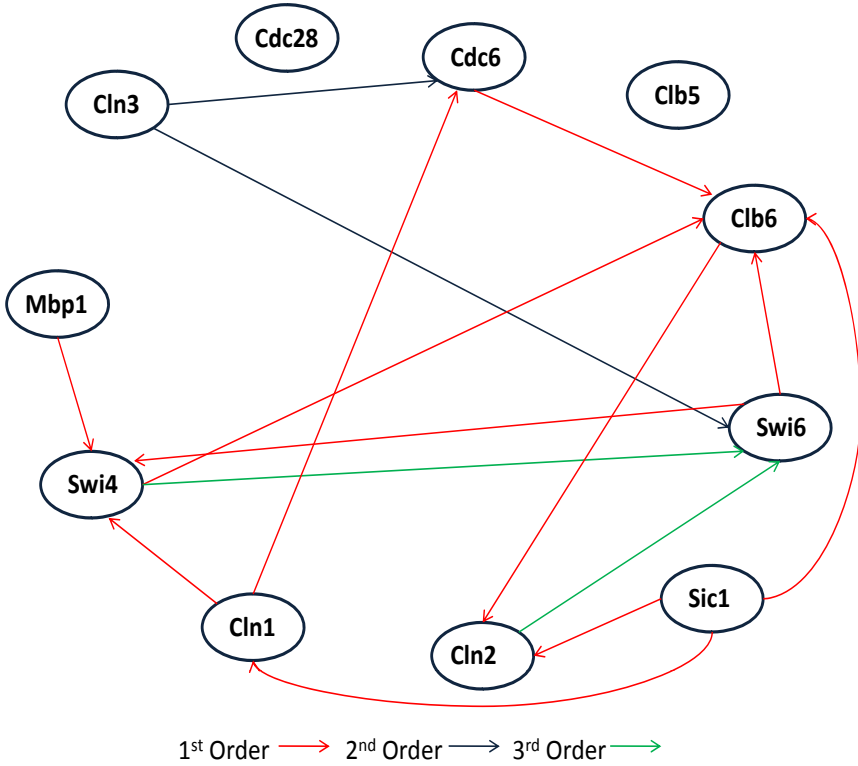 Cdc28
Cdc6
Clb5
Cln3
Clb6
Mbp1
Swi6
Swi4
Sic1
Cln1
Cln2
1st Order 2nd Order 3rd Order